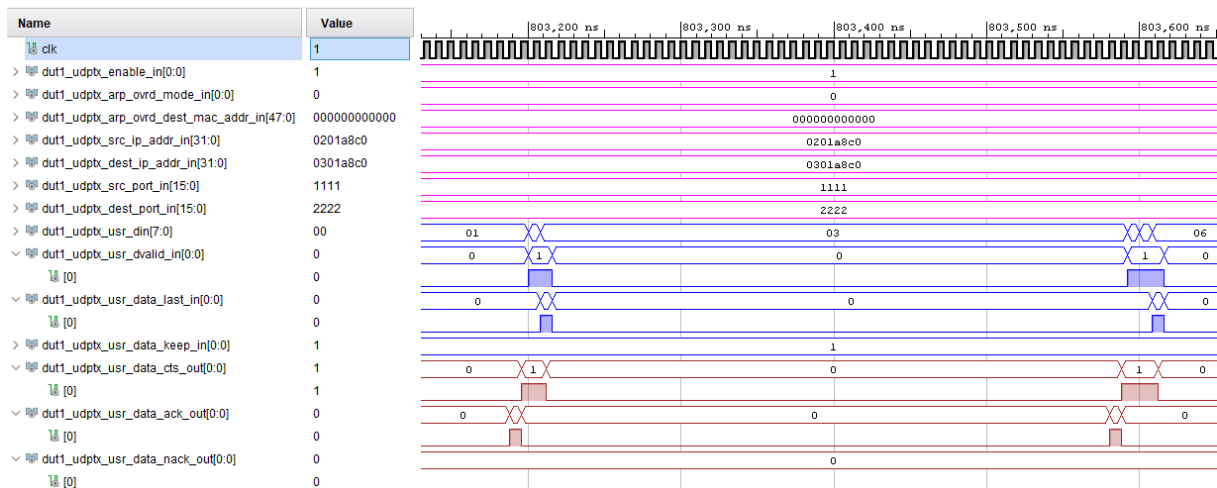 Name Value
803,200 ns 803,300 ns 803,400 ns 803,500 ns 803,600 ns
clk 1
dut1_udptx_enable_in[0:0] 1 1
dut1_udptx_arp_ovrd_mode_in[0:0] 0 0
dut1_udptx_arp_ovrd_dest_mac_addr_in[47:0] 000000000000 000000000000
dut1_udptx_src_ip_addr_in[31:0] 0201a8c0 0201a8c0
dut1_udptx_dest_ip_addr_in[31:0] 0301a8c0 0301a8c0
dut1_udptx_src_port_in[15:0] 1111 1111
dut1_udptx_dest_port_in[15:0] 2222 2222
dut1_udptx_usr_din[7:0] 00 01 03 06
dut1_udptx_usr_dvalid_in[0:0] 0 0 1 0 1 0
[0] 0
dut1_udptx_usr_data_last_in[0:0] 0 0 0 0
[0] 0
dut1_udptx_usr_data_keep_in[0:0] 1 1
dut1_udptx_usr_data_cts_out[0:0] 1 0 1 0 1 0
[0] 1
dut1_udptx_usr_data_ack_out[0:0] 0 0 0 0
[0] 0
dut1_udptx_usr_data_nack_out[0:0] 0 0
[0] 0